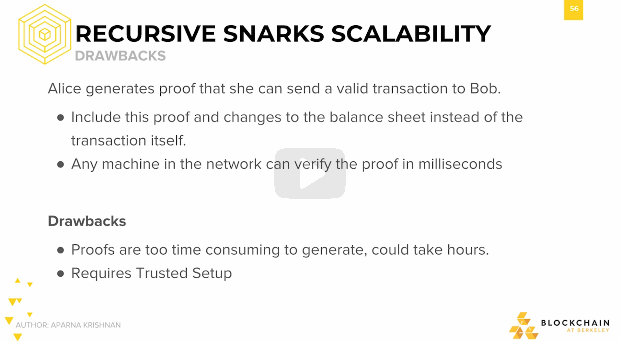 56
RECURSIVE SNARKS SCALABILITY
DRAWBACKS
Alice generates proof that she can send a valid transaction to Bob.
● Include this proof and changes to the balance sheet instead of the
transaction itself.
● Any machine in the network can verify the proof in milliseconds
Drawbacks
● Proofs are too time consuming to generate, could take hours.
● Requires Trusted Setup
AUTHOR: APARNA KRISHNAN
BLOCKCHAIN
AT BERKELEY